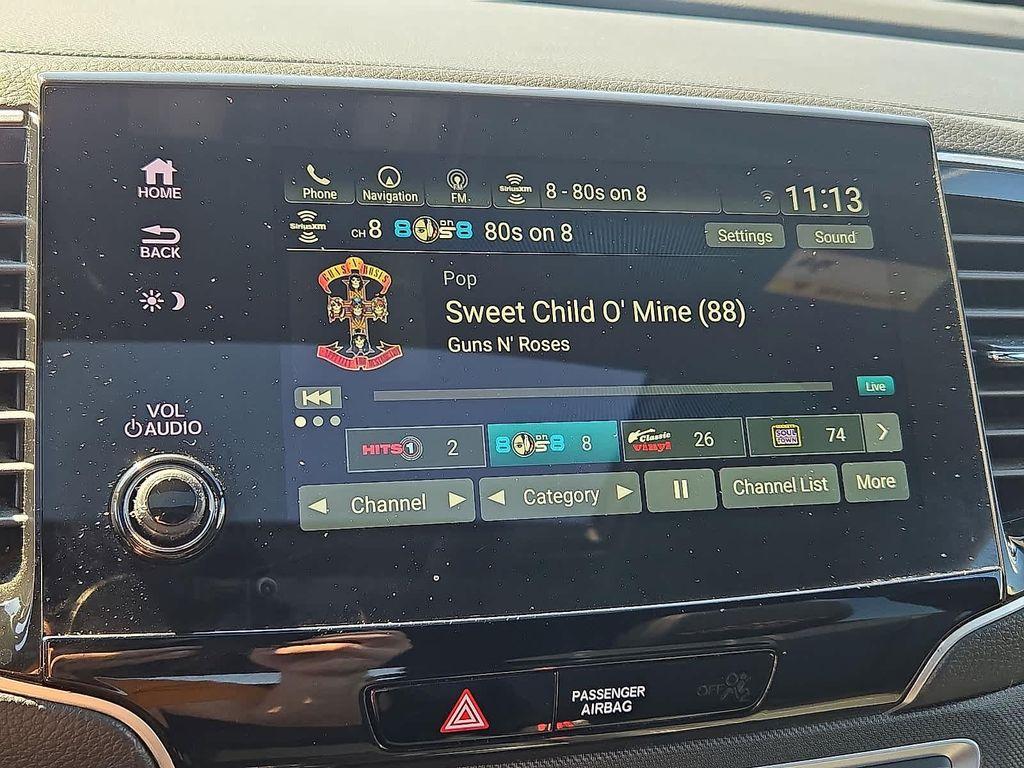 HOME
BACK
VOL
AUDIO
Phone
Navigation
FM
SiriusXM
8 - 80s on 8
11:13
SiriusXM
CH 8
80s on 8
80s on 8
Settings
Sound
GUNS N' ROSES
Pop
Sweet Child O' Mine (88)
Guns N' Roses
Live
HITS 1 2
80s on 8 8
Classic Vinyl 26
SOUL TOWN 74
Channel
Category
Channel List
More
PASSENGER
AIRBAG
OFF